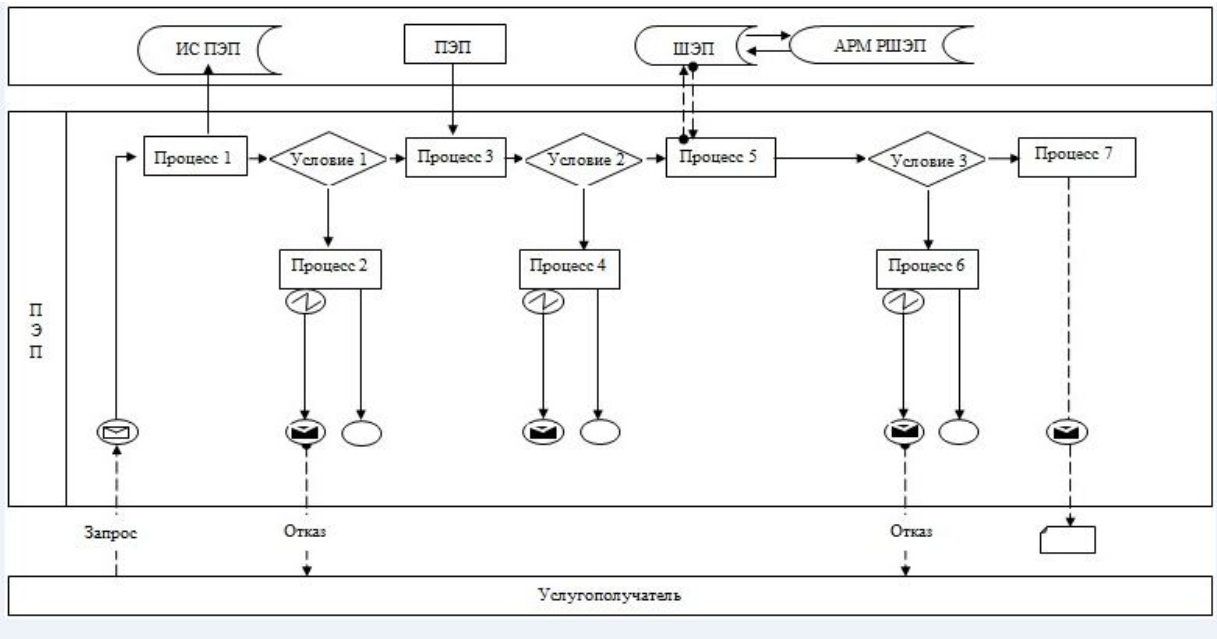 ИС ПЭП
ПЭП
ШЭП
АРМ РШЭП
Процесс 1
Условие 1
Процесс 3
Условие 2
Процесс 5
Условие 3
Процесс 7
Процесс 2
Процесс 4
Процесс 6
П
Э
П
Запрос
Отказ
Отказ
Услугополучатель